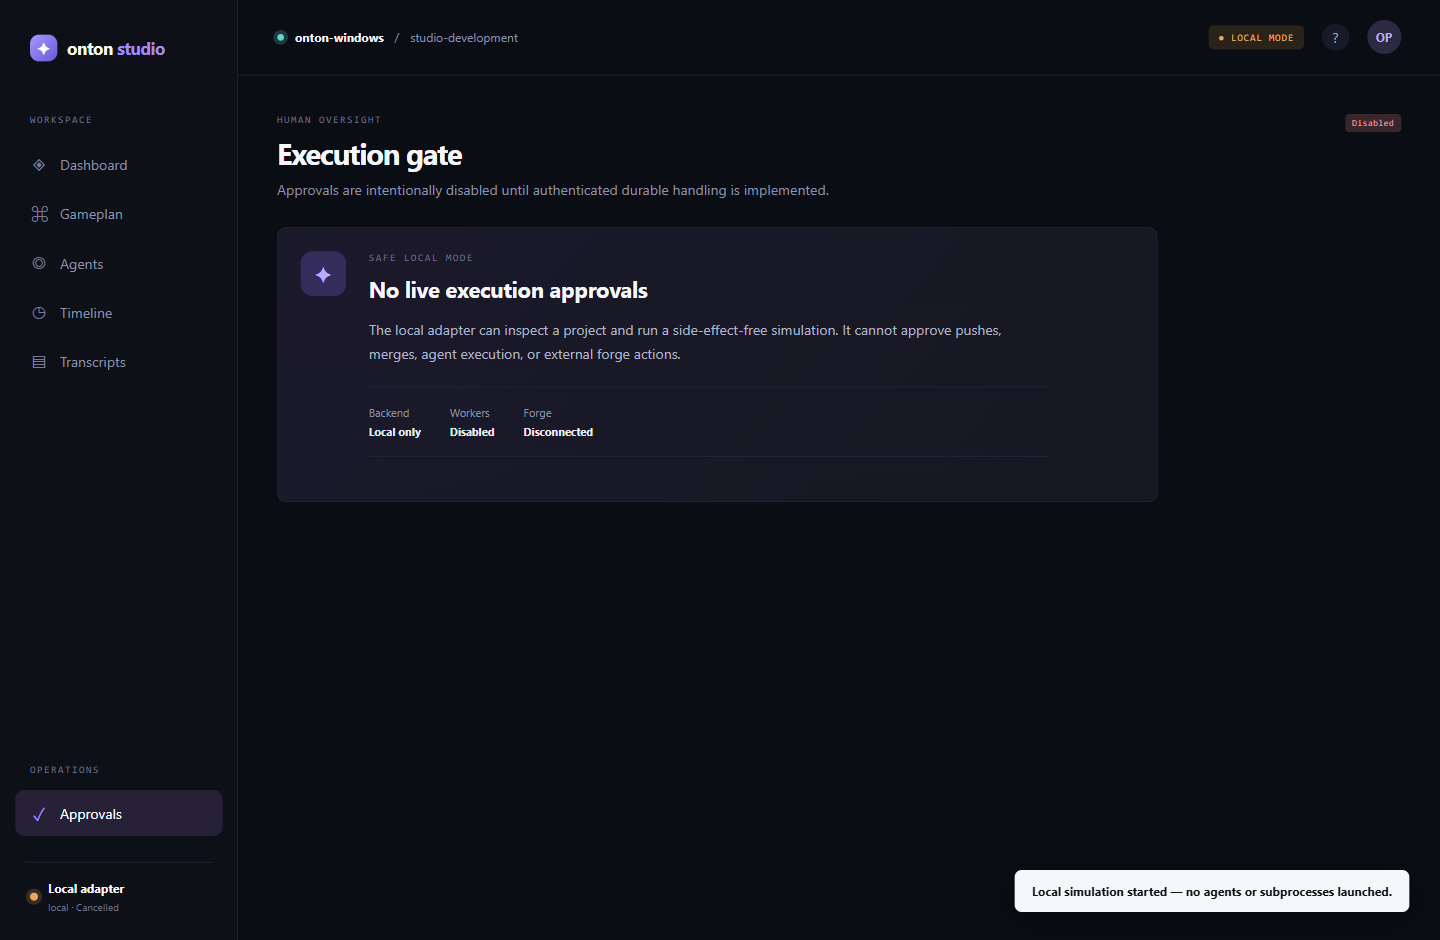 onton studio
WORKSPACE
Dashboard
Gameplan
Agents
Timeline
Transcripts
OPERATIONS
Approvals
Local adapter
local · Cancelled
onton-windows / studio-development
LOCAL MODE
?
OP
HUMAN OVERSIGHT
Disabled
Execution gate
Approvals are intentionally disabled until authenticated durable handling is implemented.
SAFE LOCAL MODE
No live execution approvals
The local adapter can inspect a project and run a side-effect-free simulation. It cannot approve pushes,
merges, agent execution, or external forge actions.
Backend Workers Forge
Local only Disabled Disconnected
Local simulation started — no agents or subprocesses launched.